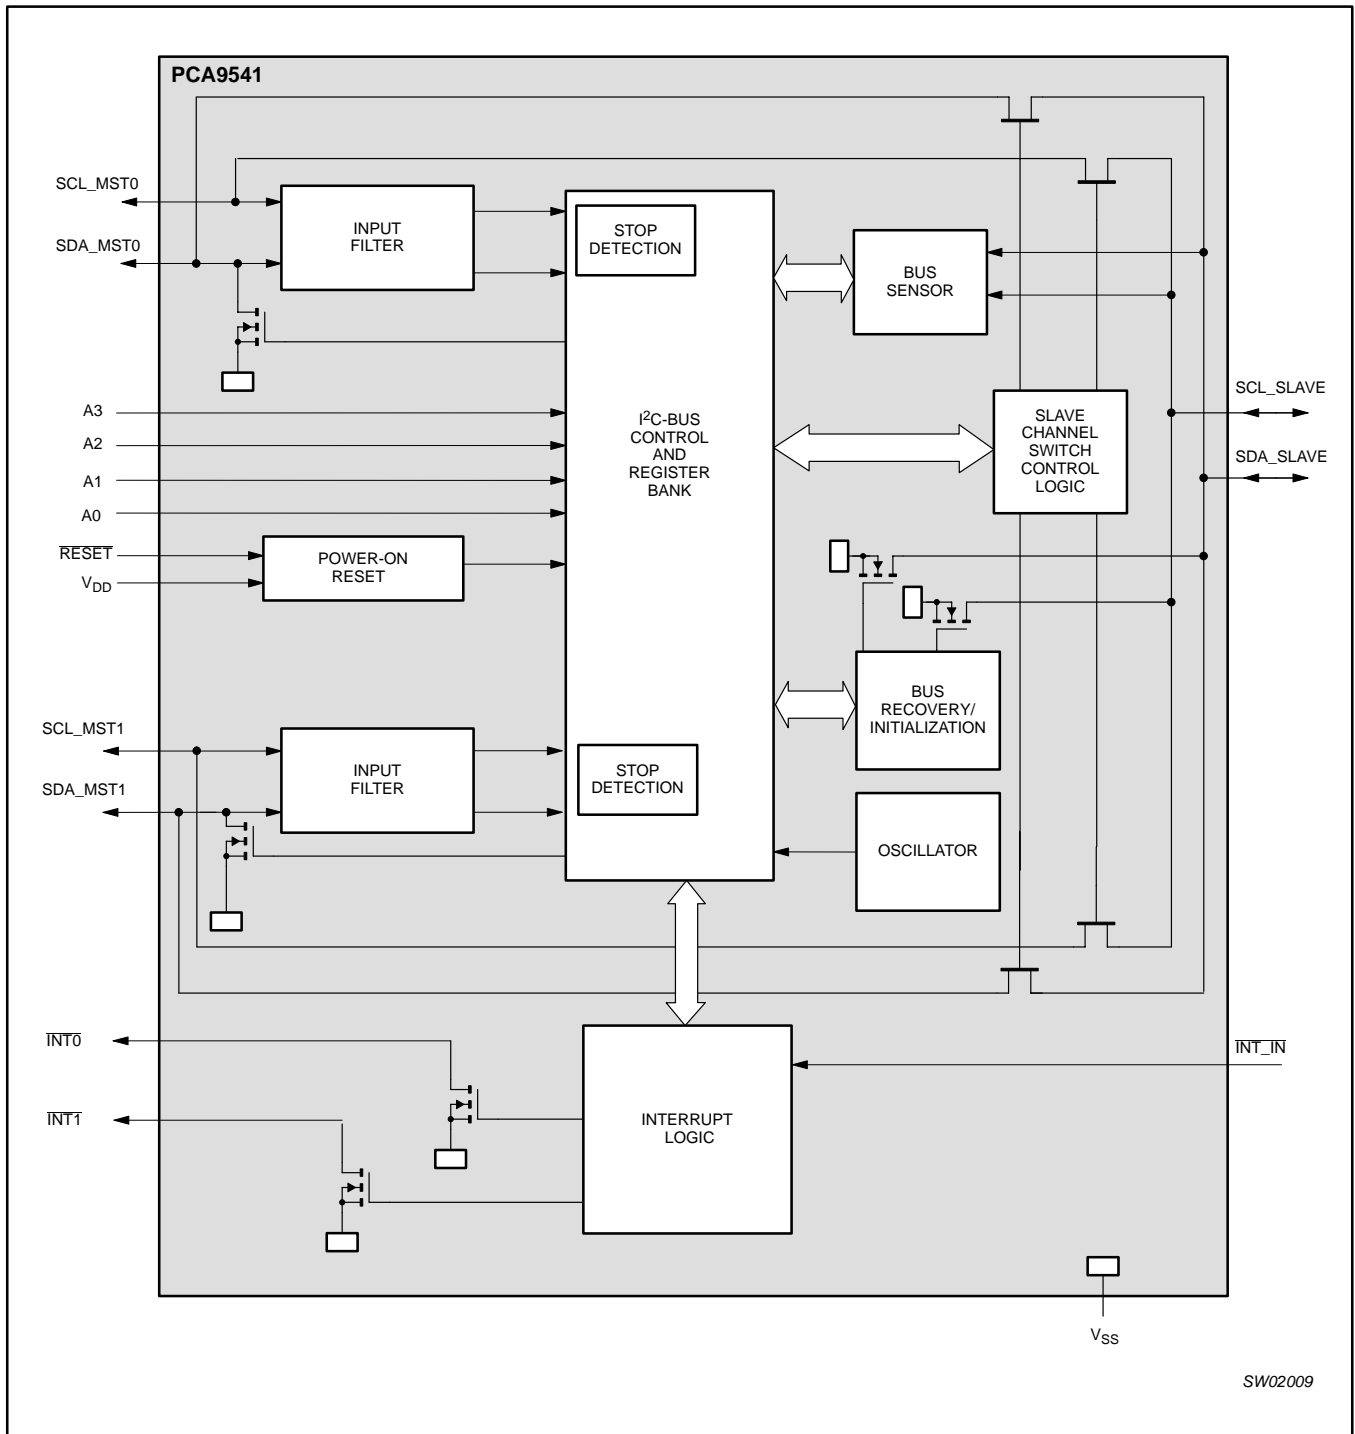 PCA9541
SCL_MST0
SDA_MST0
INPUT
FILTER
STOP
DETECTION
BUS
SENSOR
A3
A2
A1
A0
RESET
VDD
POWER-ON
RESET
I2C-BUS
CONTROL
AND
REGISTER
BANK
SLAVE
CHANNEL
SWITCH
CONTROL
LOGIC
SCL_SLAVE
SDA_SLAVE
BUS
RECOVERY/
INITIALIZATION
SCL_MST1
SDA_MST1
INPUT
FILTER
STOP
DETECTION
OSCILLATOR
INT0
INT1
INTERRUPT
LOGIC
INT_IN
VSS
SW02009